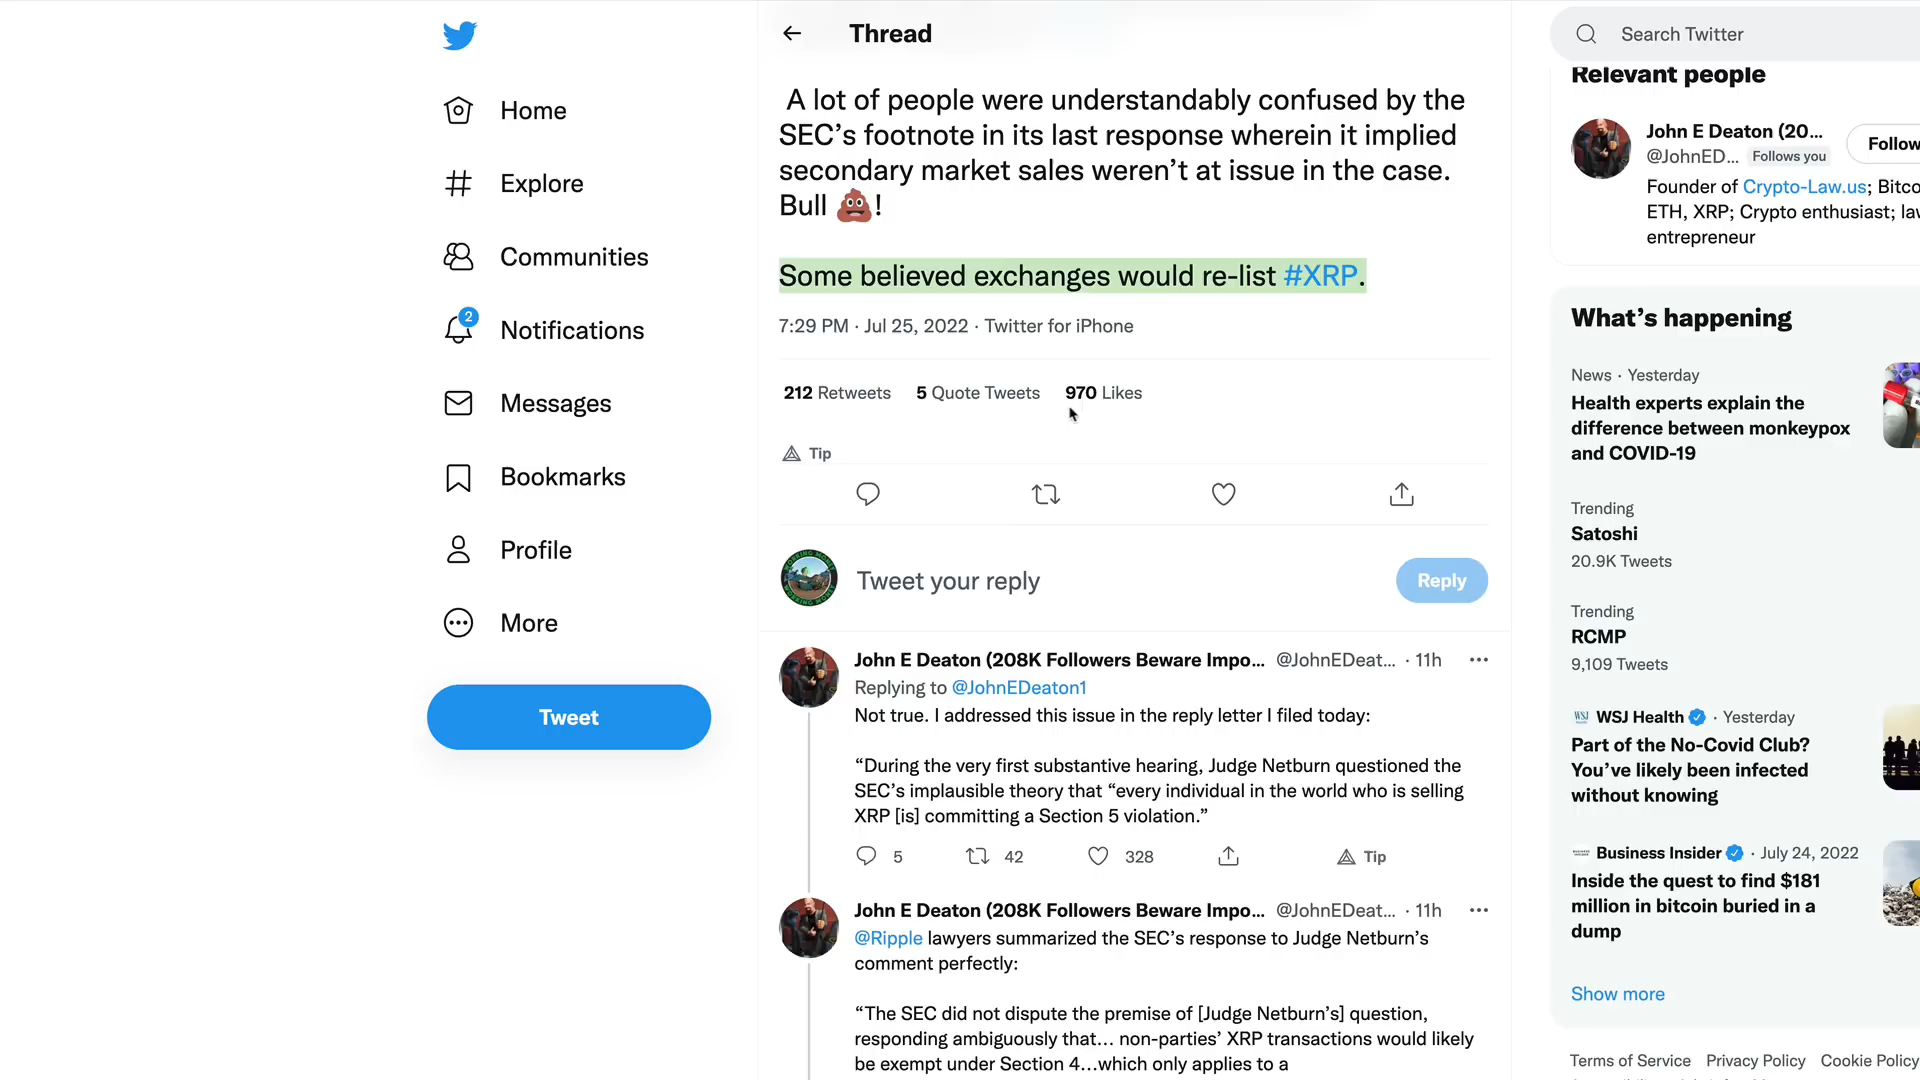 Home
Explore
Communities
2
Notifications
Messages
Bookmarks
Profile
More
Tweet
Thread
A lot of people were understandably confused by the
SEC’s footnote in its last response wherein it implied
secondary market sales weren’t at issue in the case.
Bull 💩!
Some believed exchanges would re-list #XRP.
7:29 PM · Jul 25, 2022 · Twitter for iPhone
212 Retweets 5 Quote Tweets 970 Likes
Tip
Tweet your reply
Reply
John E Deaton (208K Followers Beware Impo... @JohnEDeat... · 11h
Replying to @JohnEDeaton1
Not true. I addressed this issue in the reply letter I filed today:
“During the very first substantive hearing, Judge Netburn questioned the
SEC’s implausible theory that “every individual in the world who is selling
XRP [is] committing a Section 5 violation.”
5 42 328 Tip
John E Deaton (208K Followers Beware Impo... @JohnEDeat... · 11h
@Ripple lawyers summarized the SEC’s response to Judge Netburn’s
comment perfectly:
“The SEC did not dispute the premise of [Judge Netburn’s] question,
responding ambiguously that... non-parties’ XRP transactions would likely
be exempt under Section 4...which only applies to a
Search Twitter
Relevant people
John E Deaton (20...
@JohnED... Follows you
Follow
Founder of Crypto-Law.us; Bitco
ETH, XRP; Crypto enthusiast; law
entrepreneur
What’s happening
News · Yesterday
Health experts explain the
difference between monkeypox
and COVID-19
Trending
Satoshi
20.9K Tweets
Trending
RCMP
9,109 Tweets
WSJ Health · Yesterday
Part of the No-Covid Club?
You’ve likely been infected
without knowing
Business Insider · July 24, 2022
Inside the quest to find $181
million in bitcoin buried in a
dump
Show more
Terms of Service Privacy Policy Cookie Policy